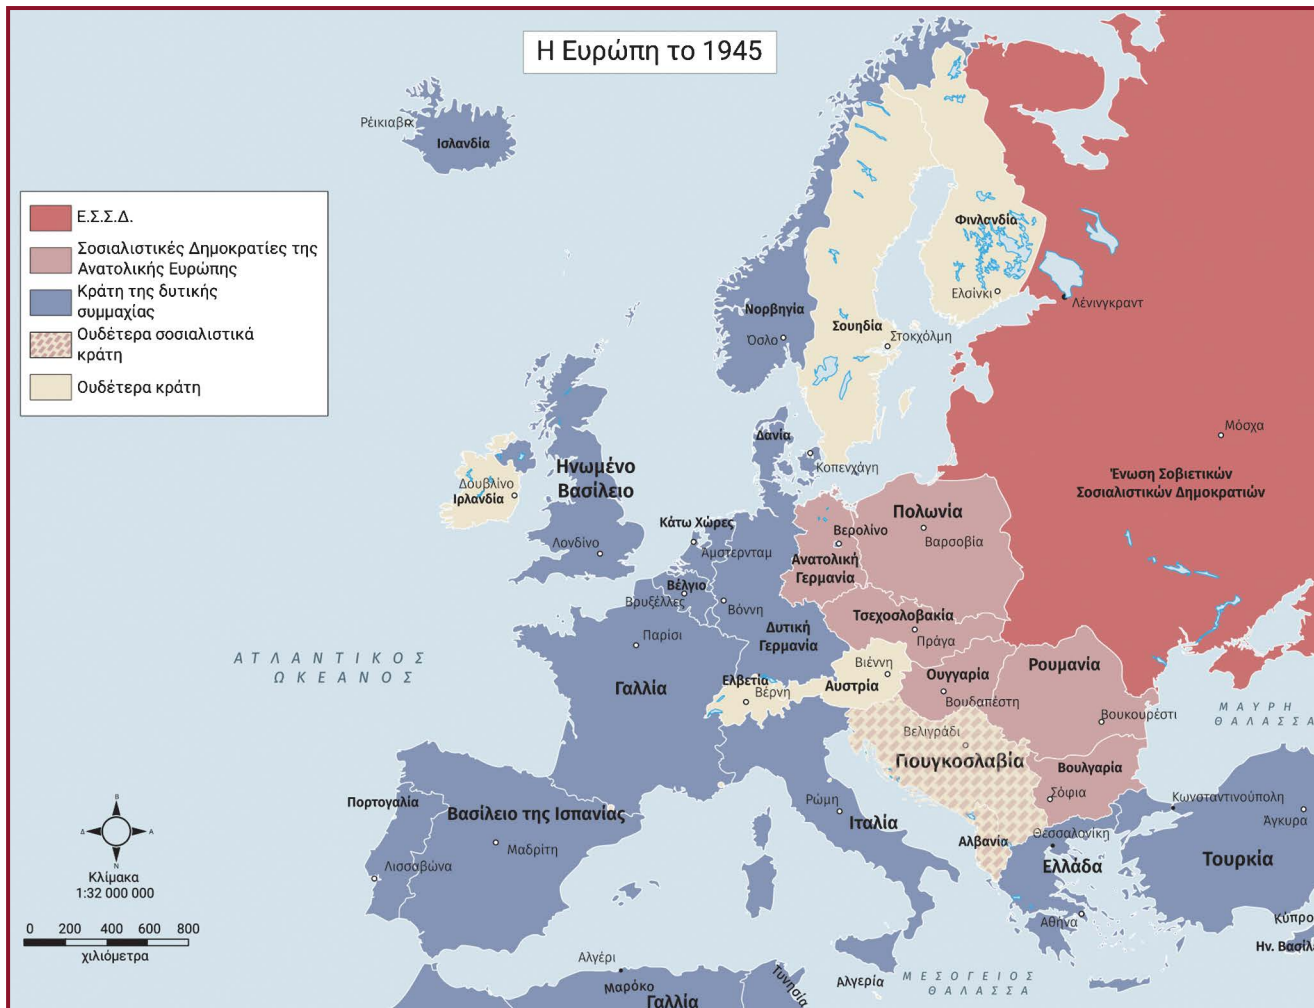 Η Ευρώπη το 1945
Ρέικιαβικ
Ισλανδία
Ε.Σ.Σ.Δ.
Σοσιαλιστικές Δημοκρατίες της
Ανατολικής Ευρώπης
Κράτη της δυτικής
συμμαχίας
Ουδέτερα σοσιαλιστικά
κράτη
Ουδέτερα κράτη
Φινλανδία
Ελσίνκι
Λένινγκραντ
Νορβηγία
Όσλο
Σουηδία
Στοκχόλμη
Μόσχα
Ένωση Σοβιετικών
Σοσιαλιστικών Δημοκρατιών
Δανία
Κοπενχάγη
Ηνωμένο
Βασίλειο
Δουβλίνο
Ιρλανδία
Λονδίνο
Κάτω Χώρες
Άμστερνταμ
Βερολίνο
Ανατολική
Γερμανία
Πολωνία
Βαρσοβία
Βέλγιο
Βρυξέλλες
Βόννη
Δυτική
Γερμανία
Τσεχοσλοβακία
Πράγα
Παρίσι
Γαλλία
ΑΤΛΑΝΤΙΚΟΣ
ΩΚΕΑΝΟΣ
Ελβετία
Βέρνη
Βιέννη
Αυστρία
Ουγγαρία
Βουδαπέστη
Ρουμανία
Βουκουρέστι
ΜΑΥΡΗ
ΘΑΛΑΣΣΑ
Βελιγράδι
Γιουγκοσλαβία
Βουλγαρία
Σόφια
Πορτογαλία
Λισσαβώνα
Βασίλειο της Ισπανίας
Μαδρίτη
Ρώμη
Ιταλία
Αλβανία
Θεσσαλονίκη
Ελλάδα
Αθήνα
Κωνσταντινούπολη
Άγκυρα
Τουρκία
Κύπρο
Ην. Βασίλε
Β
Δ
Α
Ν
Κλίμακα
1:32 000 000
0 200 400 600 800
χιλιόμετρα
Αλγέρι
Μαρόκο
Γαλλία
Τυνησία
Αλγερία
ΜΕΣΟΓΕΙΟΣ
ΘΑΛΑΣΣΑ